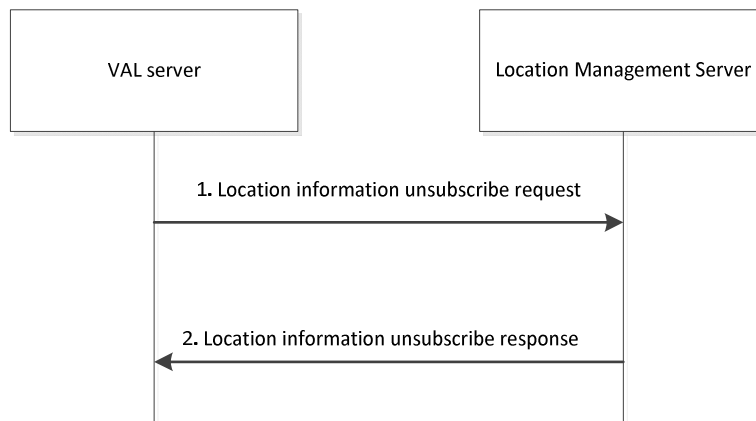 VAL server
Location Management Server
1. Location information unsubscribe request
2. Location information unsubscribe response